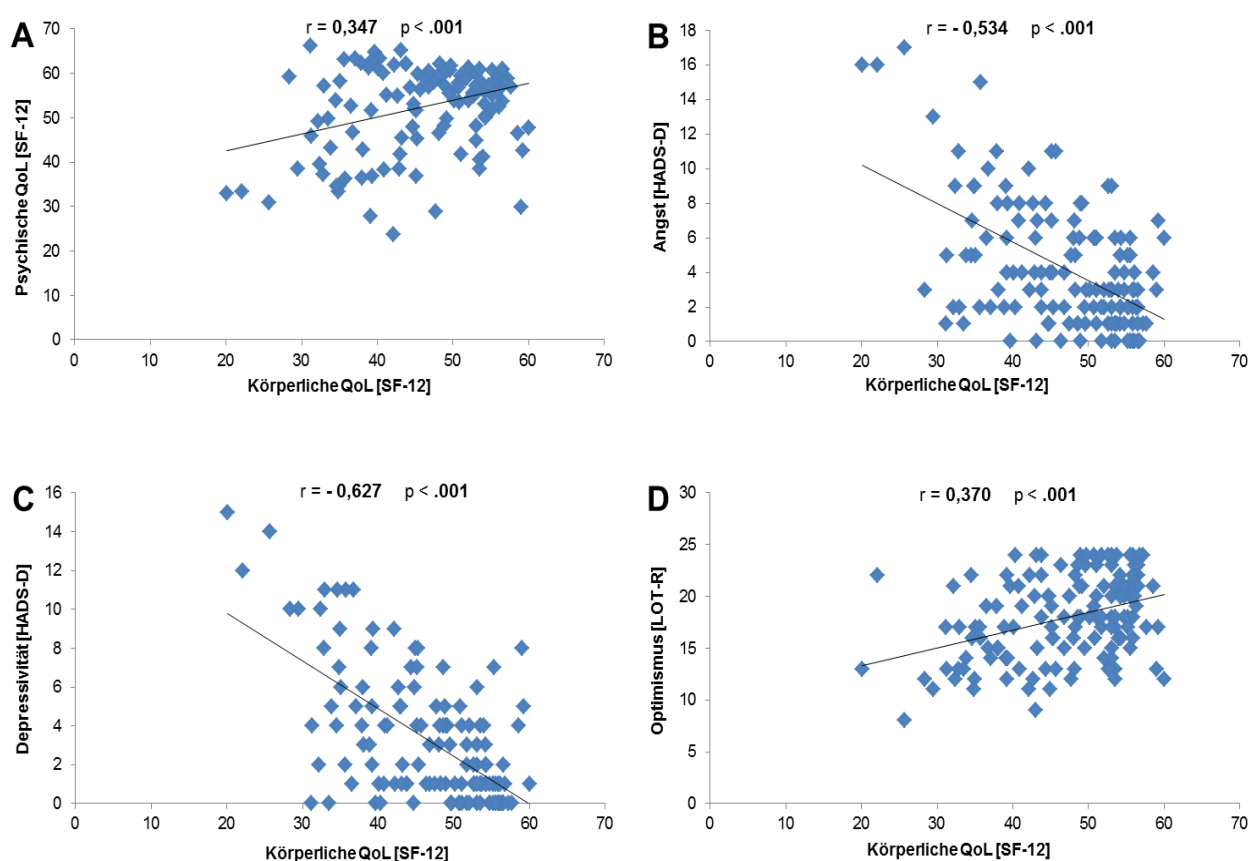 A
r = 0,347 p < .001
Psychische QoL [SF-12]
70
60
50
40
30
20
10
0
0 10 20 30 40 50 60 70
Körperliche QoL [SF-12]
B
r = - 0,534 p < .001
Angst [HADS-D]
18
16
14
12
10
8
6
4
2
0
0 10 20 30 40 50 60 70
Körperliche QoL [SF-12]
C
r = - 0,627 p < .001
Depressivität [HADS-D]
16
14
12
10
8
6
4
2
0
0 10 20 30 40 50 60 70
Körperliche QoL [SF-12]
D
r = 0,370 p < .001
Optimismus [LOT-R]
30
25
20
15
10
5
0
0 10 20 30 40 50 60 70
Körperliche QoL [SF-12]